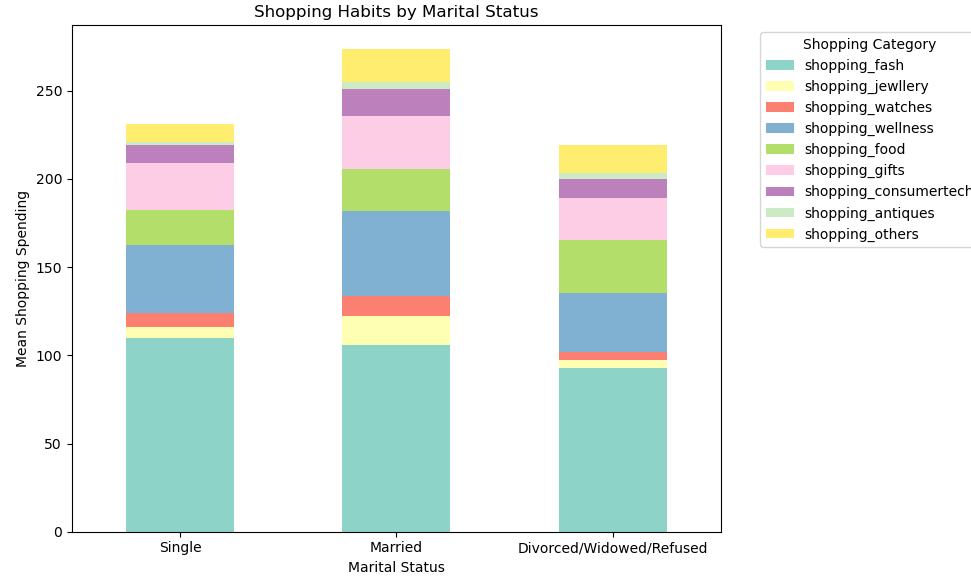 Shopping Habits by Marital Status
Mean Shopping Spending
250
200
150
100
50
0
Single
Married
Divorced/Widowed/Refused
Marital Status
Shopping Category
shopping_fash
shopping_jewllery
shopping_watches
shopping_wellness
shopping_food
shopping_gifts
shopping_consumertech
shopping_antiques
shopping_others